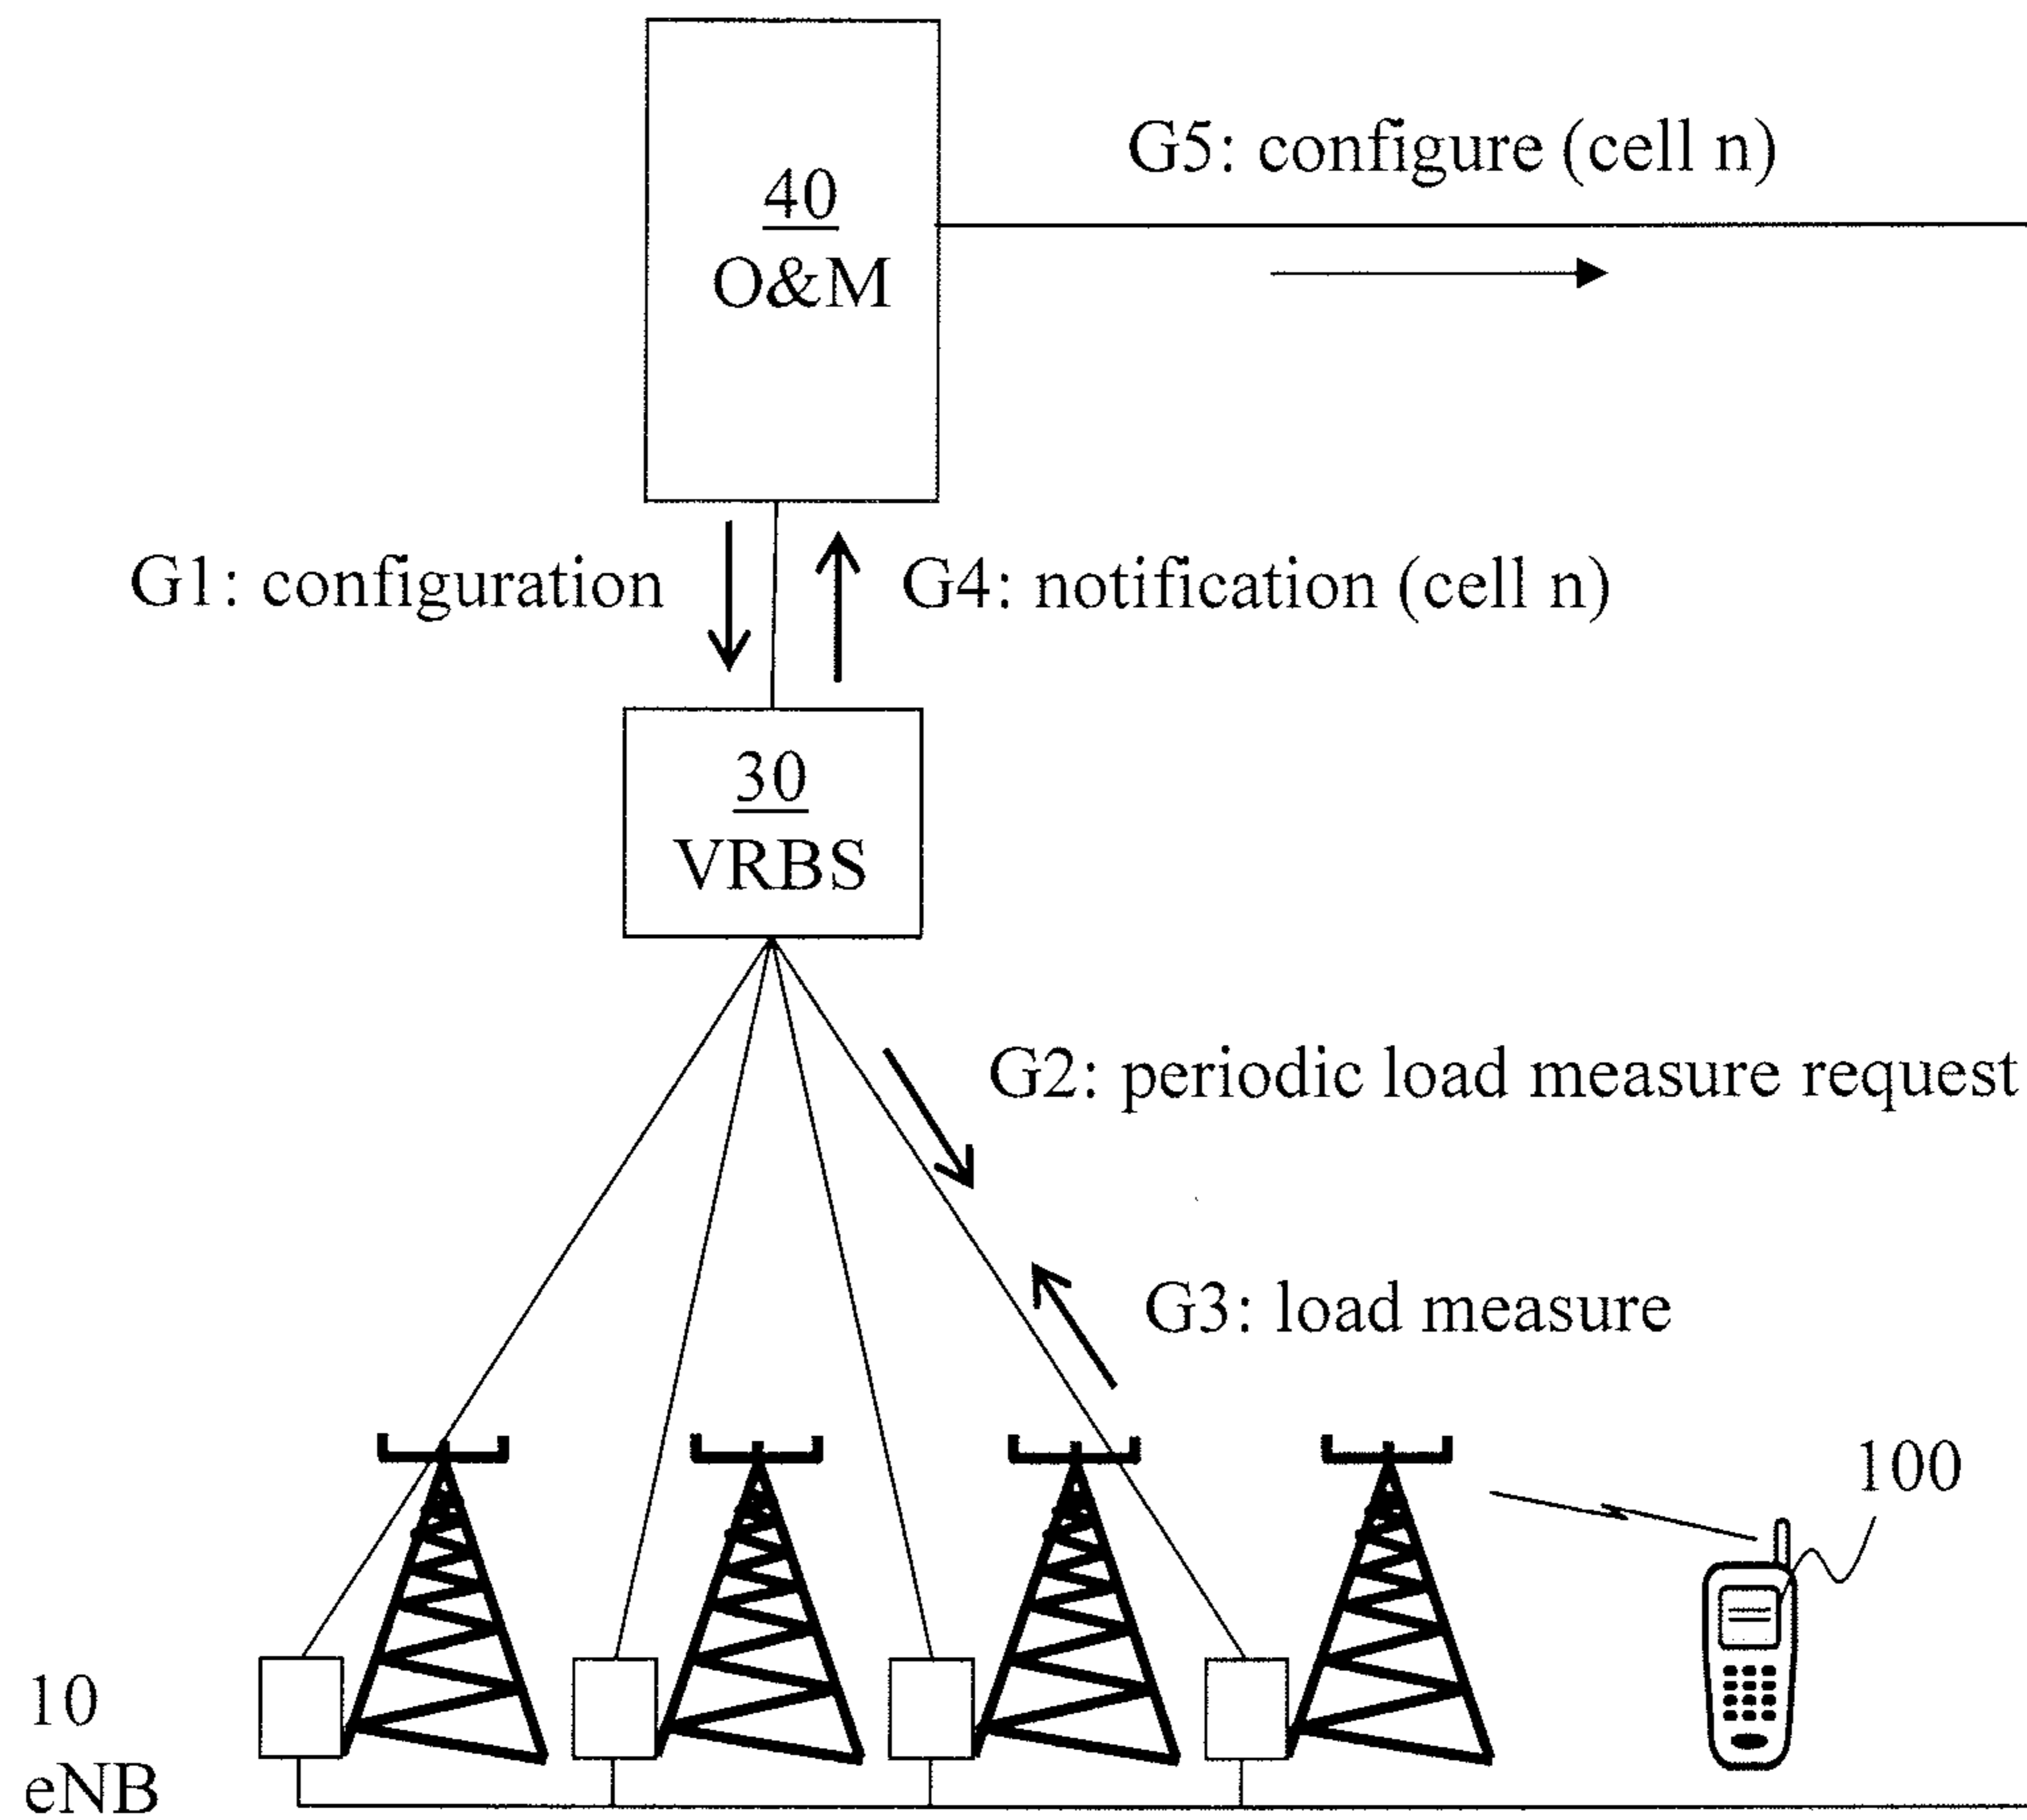 40
O&M
G5: configure (cell n)
G1: configuration
G4: notification (cell n)
30
VRBS
G2: periodic load measure request
G3: load measure
100
10
eNB